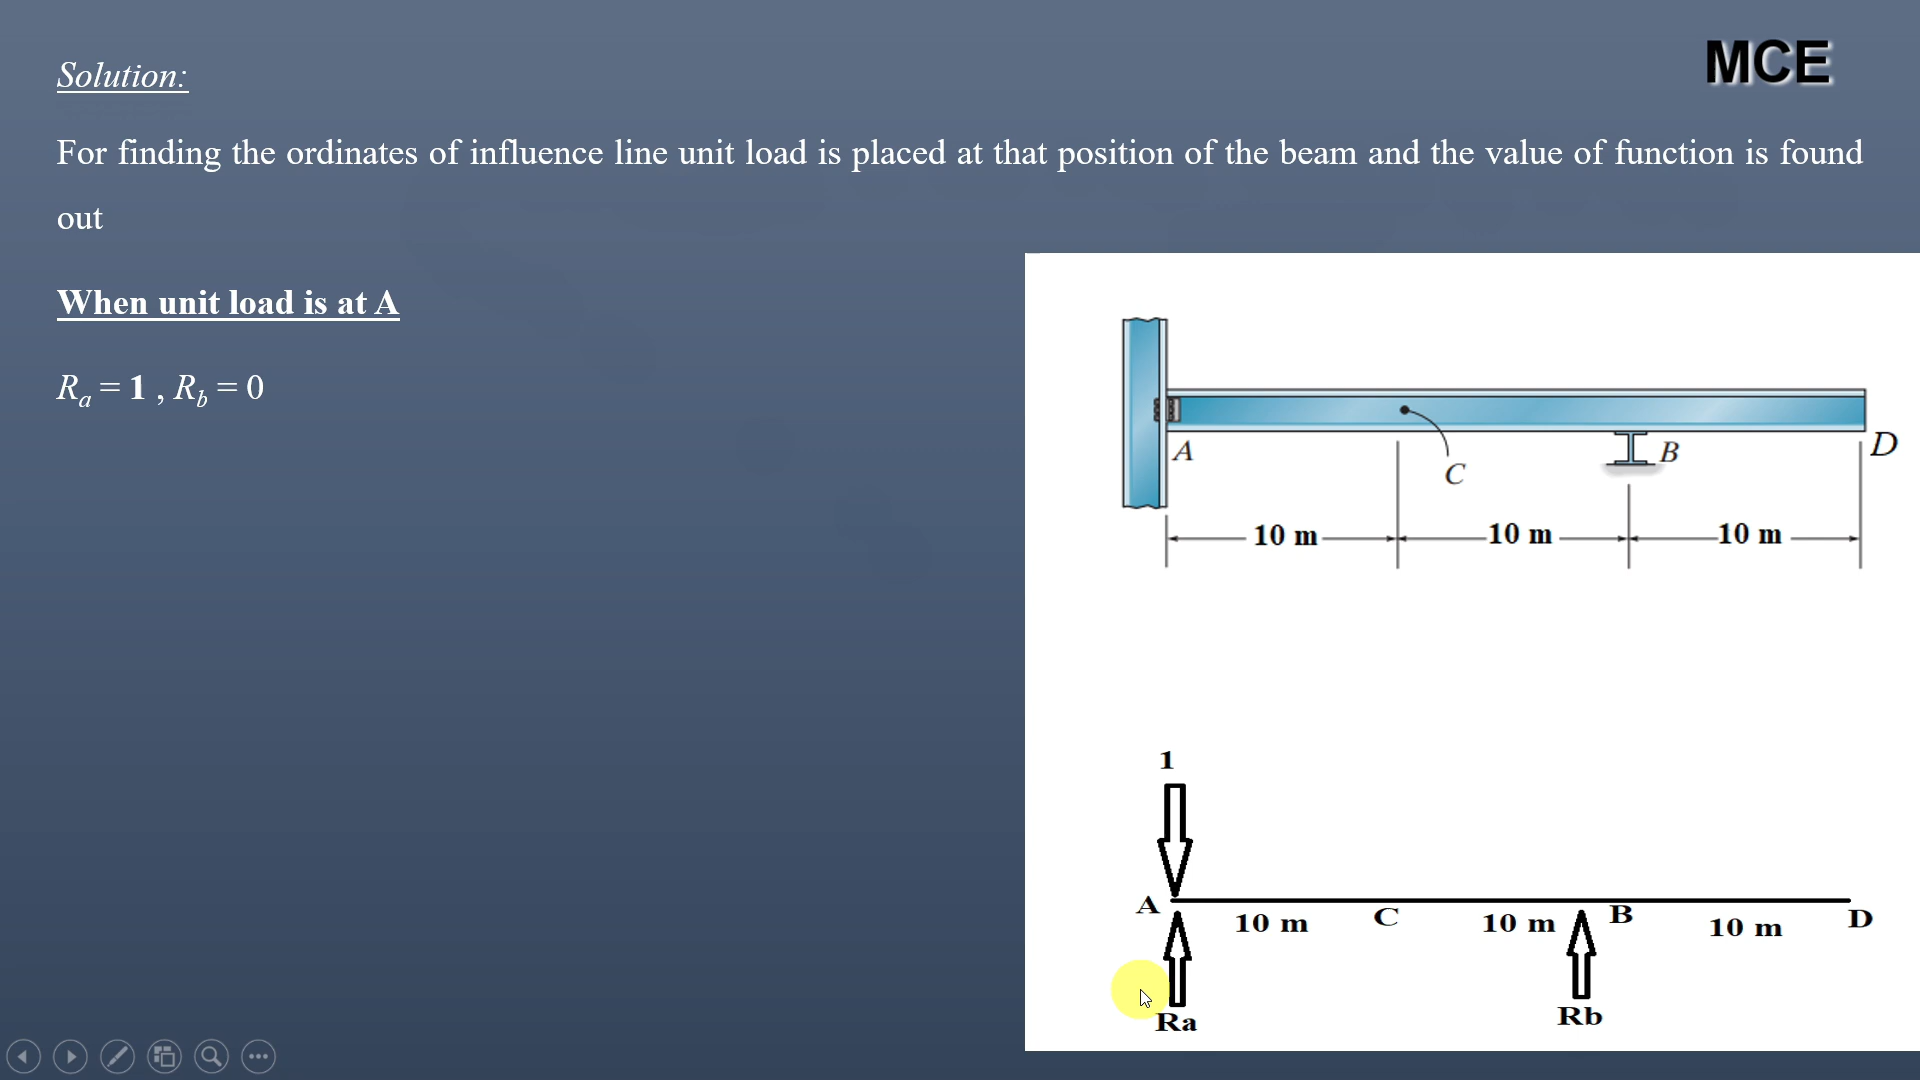 MCE
Solution:
For finding the ordinates of influence line unit load is placed at that position of the beam and the value of function is found
out
When unit load is at A
Ra = 1 , Rb = 0
A
C
B
D
10 m
10 m
10 m
1
A
10 m
C
10 m
B
10 m
D
Ra
Rb